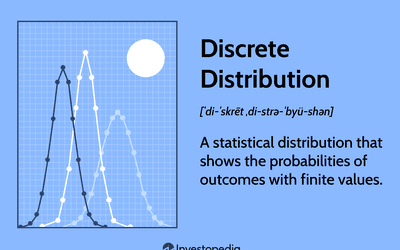 Discrete
Distribution
[ˈdi-ˈskrēt ˌdi-strə-ˈbyü-shən]
A statistical distribution that
shows the probabilities of
outcomes with finite values.
Investopedia